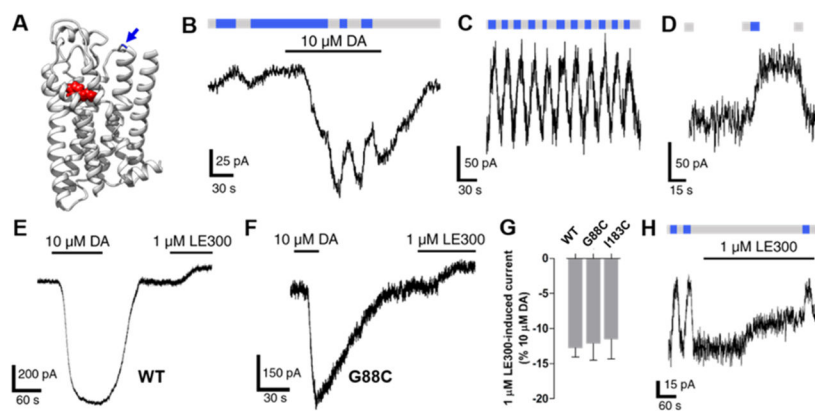 A
B
10 µM DA
25 pA
30 s
C
50 pA
30 s
D
50 pA
15 s
E
10 µM DA
1 µM LE300
200 pA
60 s
WT
F
10 µM DA
1 µM LE300
150 pA
30 s
G88C
G
WT
G88C
I183C
1 µM LE300-induced current
(% 10 µM DA)
0
-5
-10
-15
-20
H
1 µM LE300
15 pA
60 s